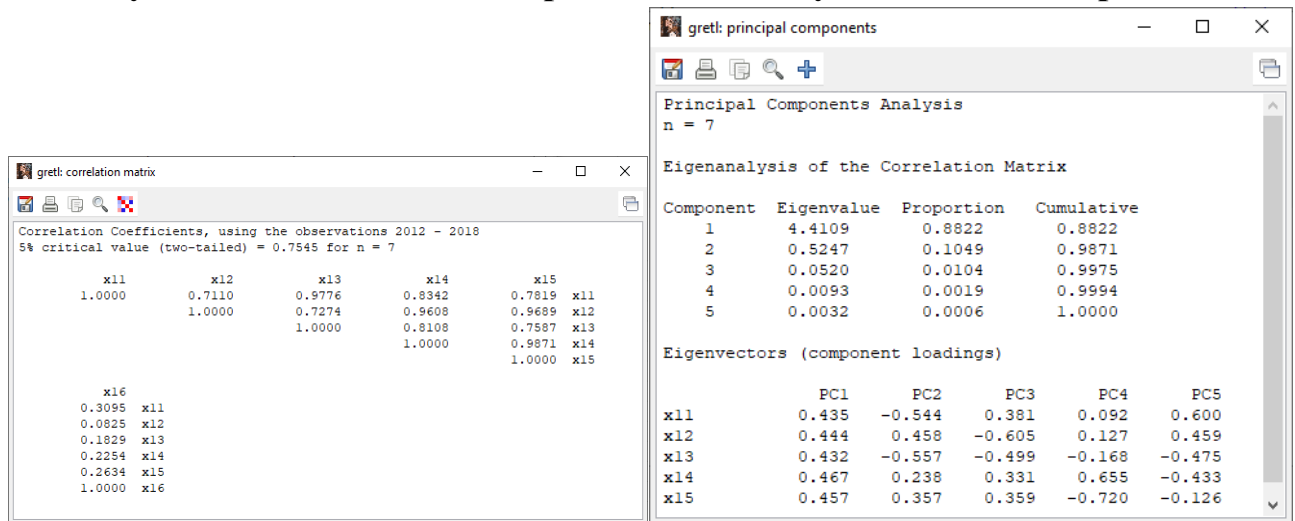 gretl: correlation matrix
Correlation Coefficients, using the observations 2012 - 2018
5% critical value (two-tailed) = 0.7545 for n = 7
x11 x12 x13 x14 x15
1.0000 0.7110 0.9776 0.8342 0.7819 x11
1.0000 0.7274 0.9608 0.9689 x12
1.0000 0.8108 0.7587 x13
1.0000 0.9871 x14
1.0000 x15
x16
0.3095 x11
0.0825 x12
0.1829 x13
0.2254 x14
0.2634 x15
1.0000 x16
gretl: principal components
Principal Components Analysis
n = 7
Eigenanalysis of the Correlation Matrix
Component Eigenvalue Proportion Cumulative
1 4.4109 0.8822 0.8822
2 0.5247 0.1049 0.9871
3 0.0520 0.0104 0.9975
4 0.0093 0.0019 0.9994
5 0.0032 0.0006 1.0000
Eigenvectors (component loadings)
PC1 PC2 PC3 PC4 PC5
x11 0.435 -0.544 0.381 0.092 0.600
x12 0.444 0.458 -0.605 0.127 0.459
x13 0.432 -0.557 -0.499 -0.168 -0.475
x14 0.467 0.238 0.331 0.655 -0.433
x15 0.457 0.357 0.359 -0.720 -0.126